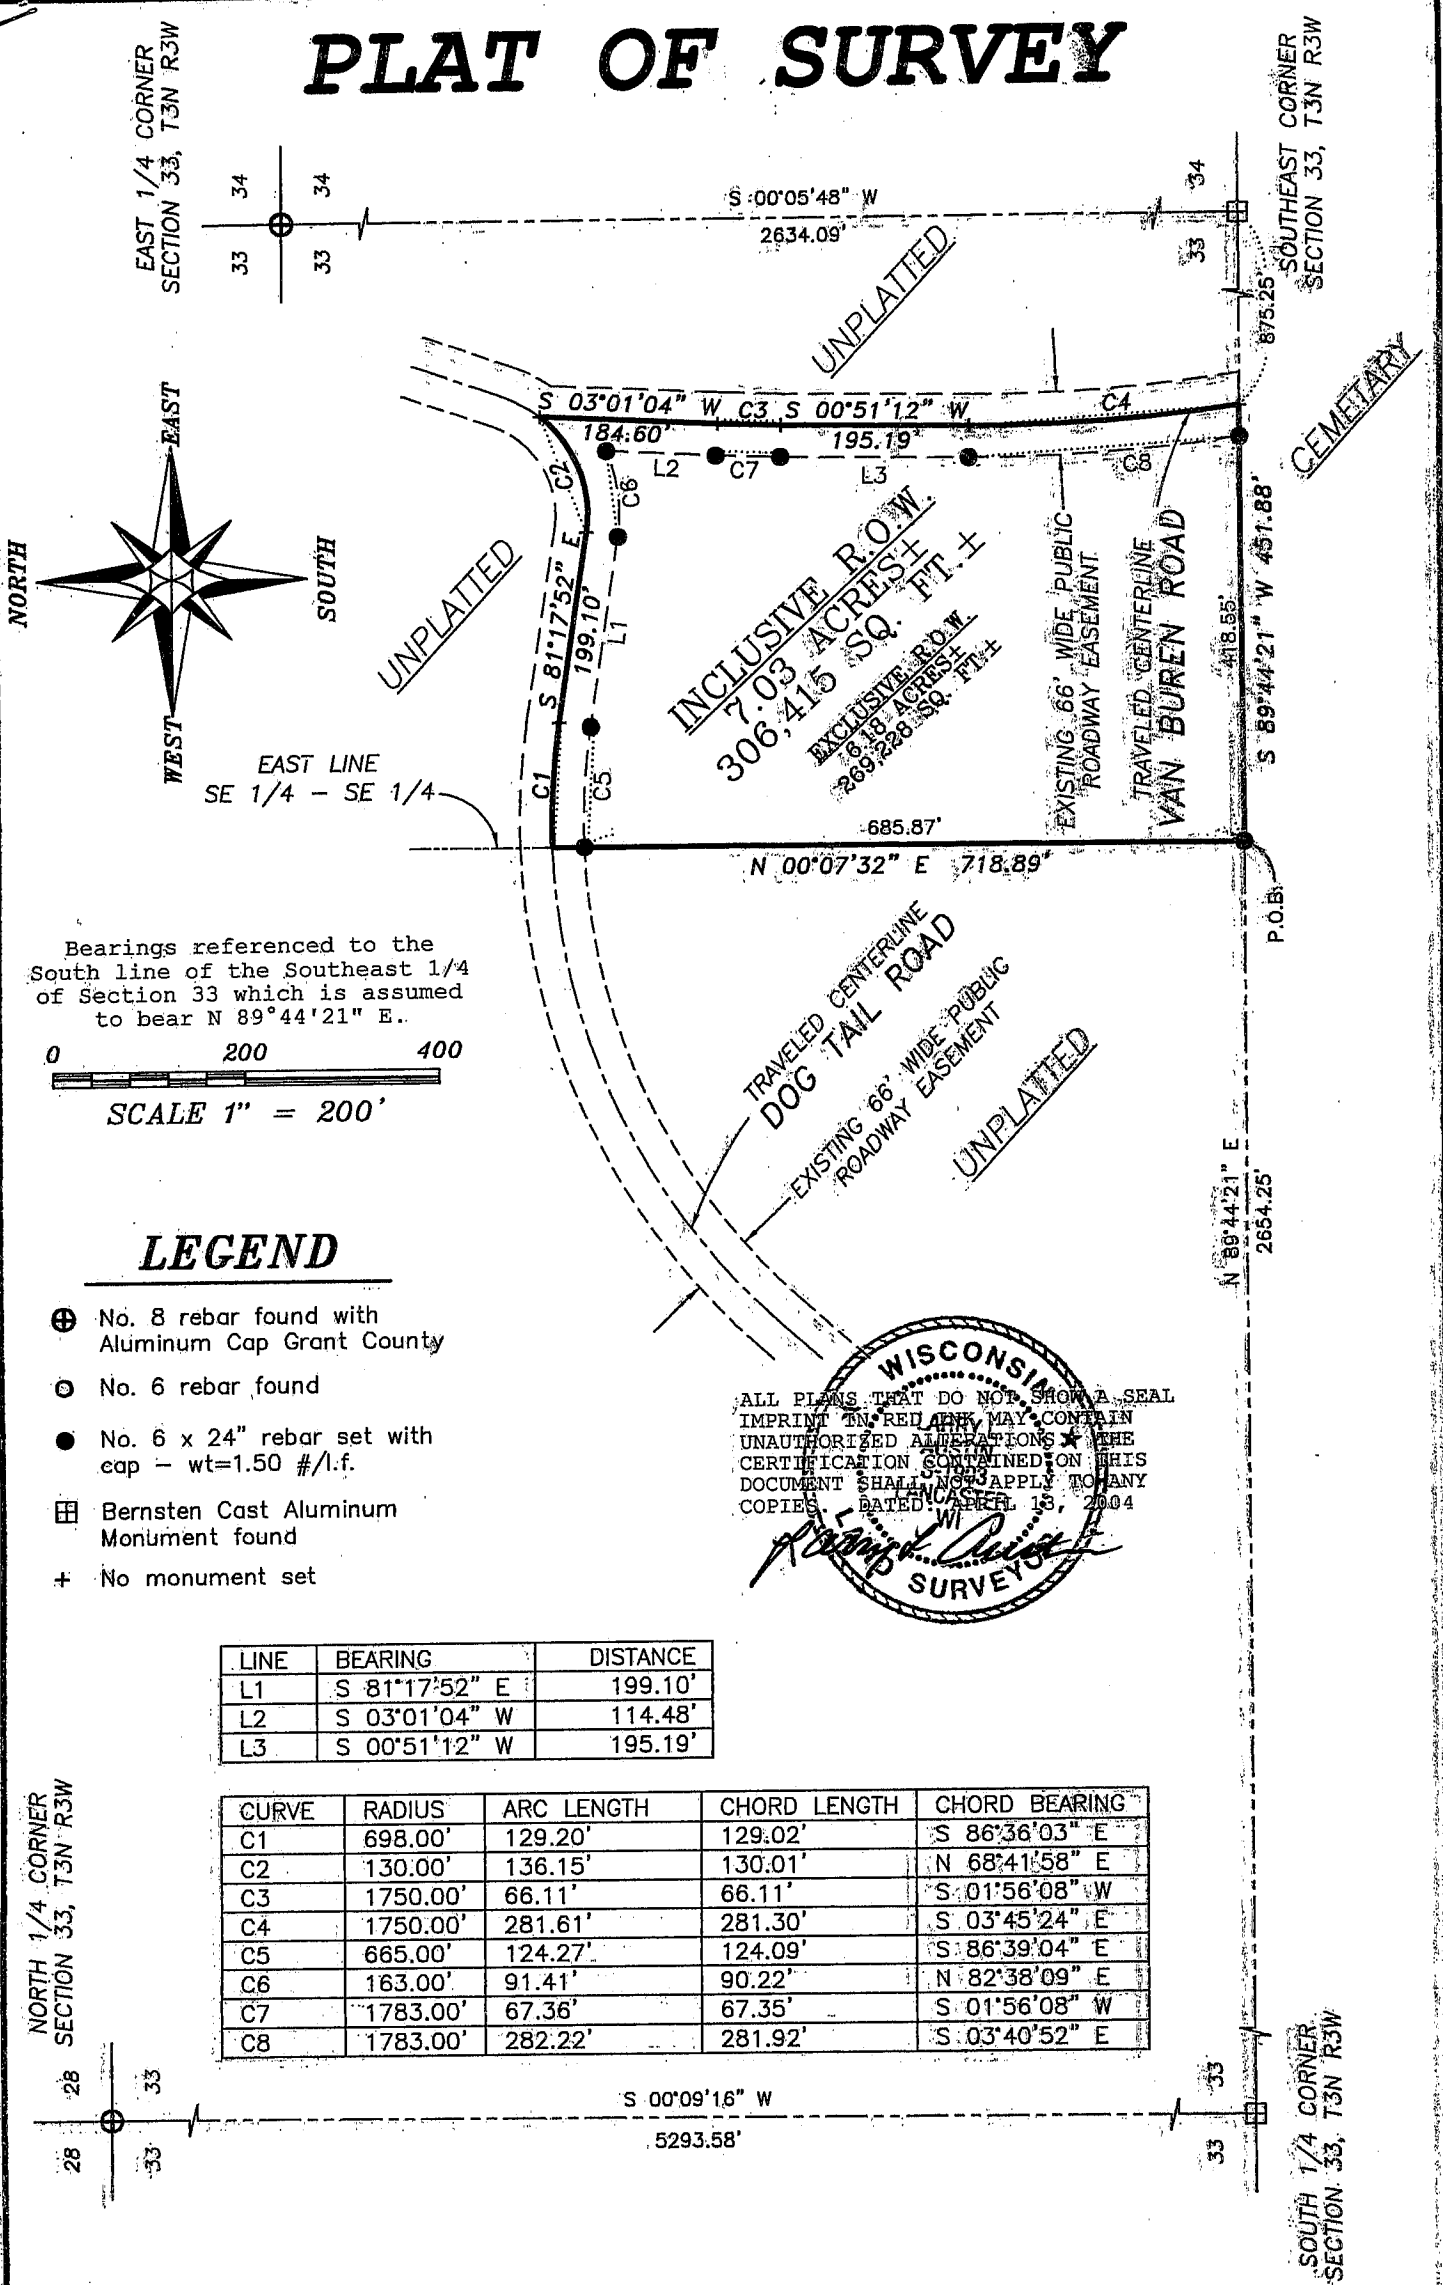 PLAT OF SURVEY
EAST 1/4 CORNER
SECTION 33, T3N R3W
34
34
33
33
S 00°05'48" W
2634.09'
34
33
SOUTHEAST CORNER
SECTION 33, T3N R3W
875.25'
UNPLATTED
CEMETARY
S 03°01'04" W
184.60'
C3
S 00°51'12" W
195.19'
C4
C2
C6
L2
C7
L3
C8
EAST
NORTH
SOUTH
WEST
UNPLATTED
S 81°17'52" E
199.10'
L1
C1
C5
INCLUSIVE R.O.W.
7.03 ACRES±
306,415 SQ. FT.±
EXCLUSIVE R.O.W.
6.18 ACRES±
269,228 SQ. FT.±
EXISTING 66' WIDE PUBLIC
ROADWAY EASEMENT
TRAVELED CENTERLINE
VAN BUREN ROAD
418.55'
S 89°44'21" W 451.88'
EAST LINE
SE 1/4 - SE 1/4
685.87'
N 00°07'32" E 718.89'
P.O.B.
Bearings referenced to the
South line of the Southeast 1/4
of Section 33 which is assumed
to bear N 89°44'21" E.
0 200 400
SCALE 1" = 200'
TRAVELED CENTERLINE
DOG TAIL ROAD
EXISTING 66' WIDE PUBLIC
ROADWAY EASEMENT
UNPLATTED
N 89°44'21" E
2654.25'
LEGEND
No. 8 rebar found with
Aluminum Cap Grant County
No. 6 rebar found
No. 6 x 24" rebar set with
cap - wt=1.50 #/l.f.
Bernsten Cast Aluminum
Monument found
+ No monument set
WISCONSIN
LARRY L.
AUSTIN
S-1903
LANCASTER
WI
LAND SURVEYOR
ALL PLANS THAT DO NOT SHOW A SEAL
IMPRINT IN RED INK MAY CONTAIN
UNAUTHORIZED ALTERATIONS. THE
CERTIFICATION CONTAINED ON THIS
DOCUMENT SHALL NOT APPLY TO ANY
COPIES. DATED: APRIL 13, 2004
Larry L. Austin
LINE BEARING DISTANCE
L1 S 81°17'52" E 199.10'
L2 S 03°01'04" W 114.48'
L3 S 00°51'12" W 195.19'
CURVE RADIUS ARC LENGTH CHORD LENGTH CHORD BEARING
C1 698.00' 129.20' 129.02' S 86°36'03" E
C2 130.00' 136.15' 130.01' N 68°41'58" E
C3 1750.00' 66.11' 66.11' S 01°56'08" W
C4 1750.00' 281.61' 281.30' S 03°45'24" E
C5 665.00' 124.27' 124.09' S 86°39'04" E
C6 163.00' 91.41' 90.22' N 82°38'09" E
C7 1783.00' 67.36' 67.35' S 01°56'08" W
C8 1783.00' 282.22' 281.92' S 03°40'52" E
NORTH 1/4 CORNER
SECTION 33, T3N R3W
28
33
28
33
S 00°09'16" W
5293.58'
33
33
SOUTH 1/4 CORNER
SECTION 33, T3N R3W